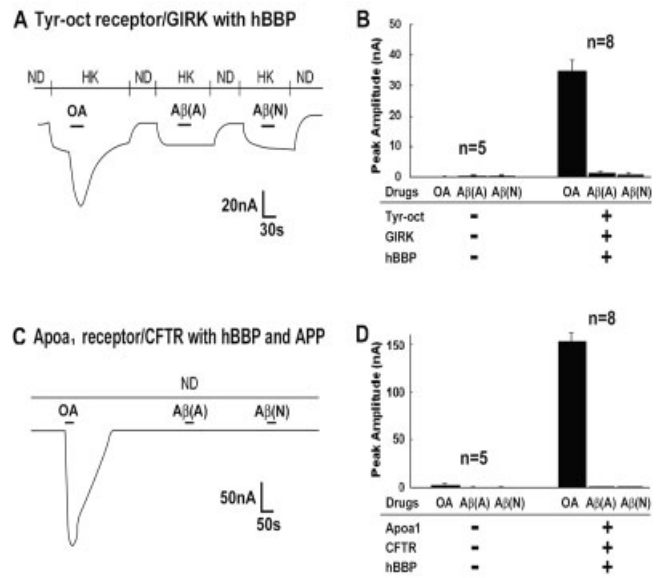 A Tyr-oct receptor/GIRK with hBBP
ND HK ND HK ND HK ND
OA Aβ(A) Aβ(N)
20nA
30s
B
Peak Amplitude (nA)
50
40
30
20
10
0
n=5
n=8
Drugs OA Aβ(A) Aβ(N) OA Aβ(A) Aβ(N)
Tyr-oct - +
GIRK - +
hBBP - +
C Apoa₁ receptor/CFTR with hBBP and APP
ND
OA Aβ(A) Aβ(N)
50nA
50s
D
Peak Amplitude (nA)
150
100
50
0
n=5
n=8
Drugs OA Aβ(A) Aβ(N) OA Aβ(A) Aβ(N)
Apoa1 - +
CFTR - +
hBBP - +